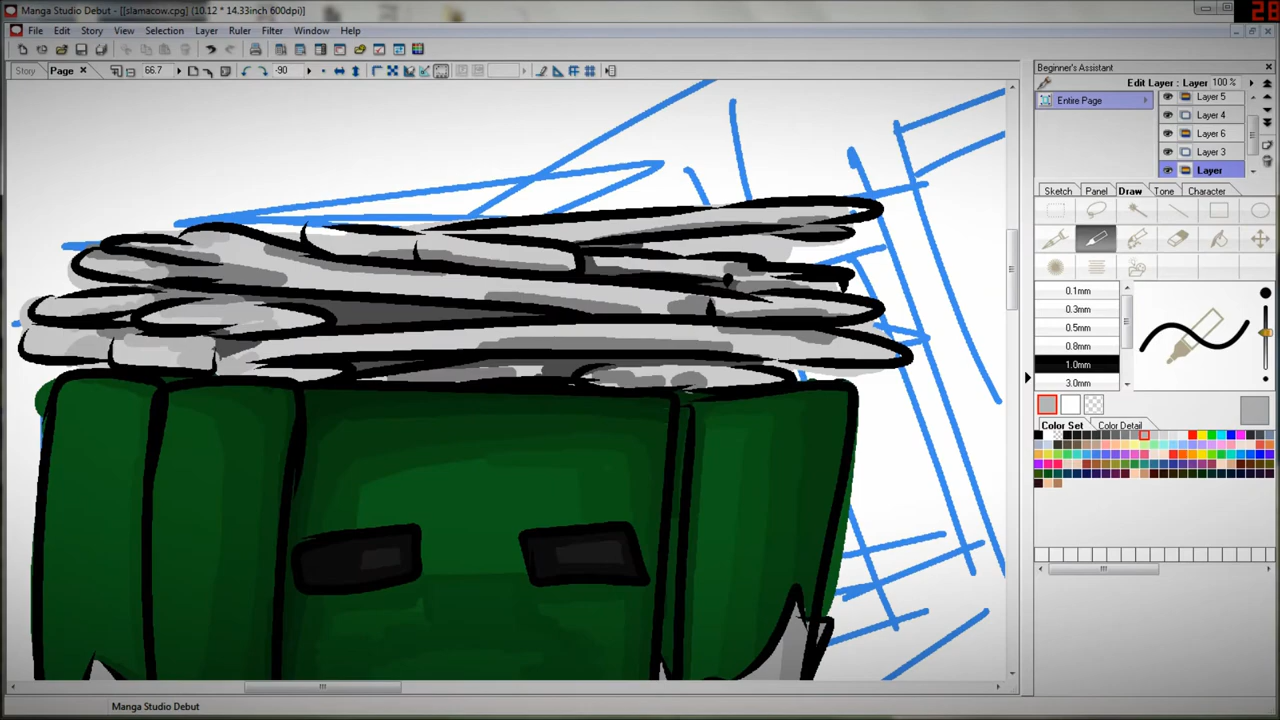 Manga Studio Debut - [[slamacow.cpg] (10.12 * 14.33inch 600dpi)]
28
File Edit Story View Selection Layer Ruler Filter Window Help
Story Page 66.7 -90
Beginner's Assistant
Edit Layer : Layer 100 %
Entire Page
Layer 5
Layer 4
Layer 6
Layer 3
Layer
Sketch Panel Draw Tone Character
0.1mm
0.3mm
0.5mm
0.8mm
1.0mm
3.0mm
Color Set Color Detail
Manga Studio Debut